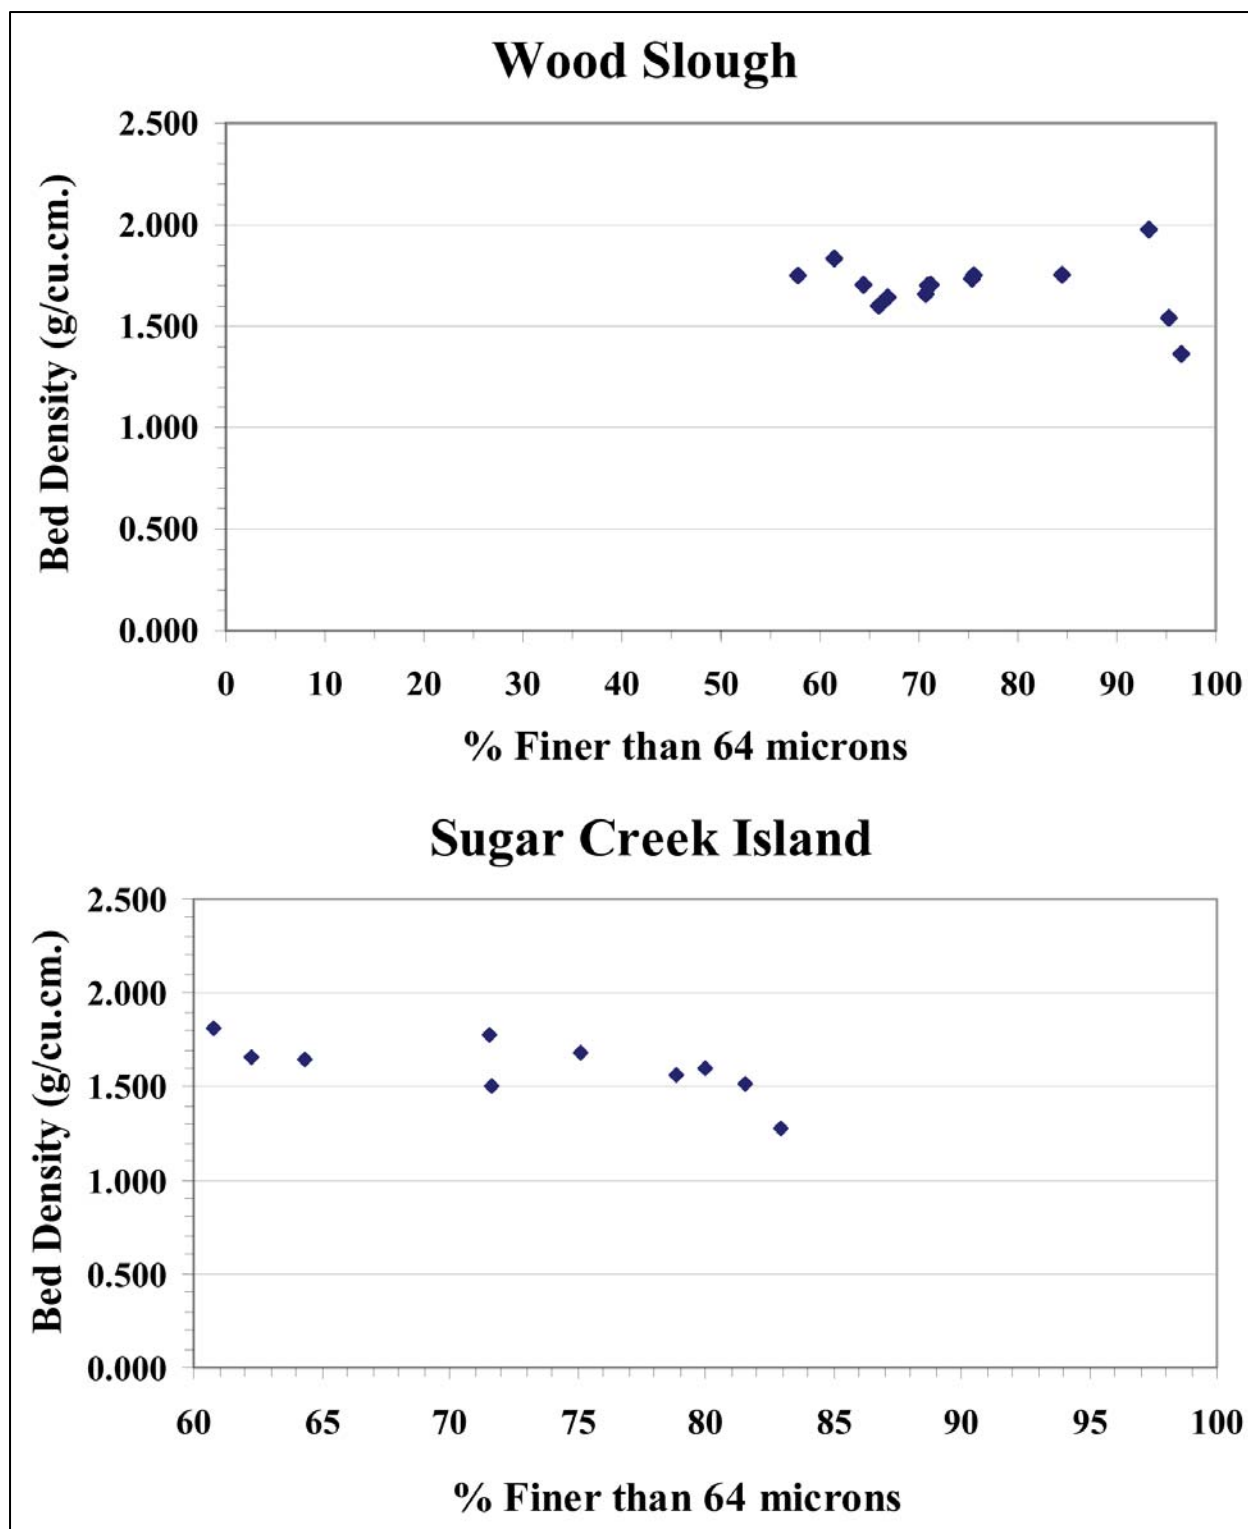 Wood Slough
2.500
2.000
1.500
1.000
0.500
0.000
Bed Density (g/cu.cm.)
0 10 20 30 40 50 60 70 80 90 100
% Finer than 64 microns
Sugar Creek Island
2.500
2.000
1.500
1.000
0.500
0.000
Bed Density (g/cu.cm.)
60 65 70 75 80 85 90 95 100
% Finer than 64 microns